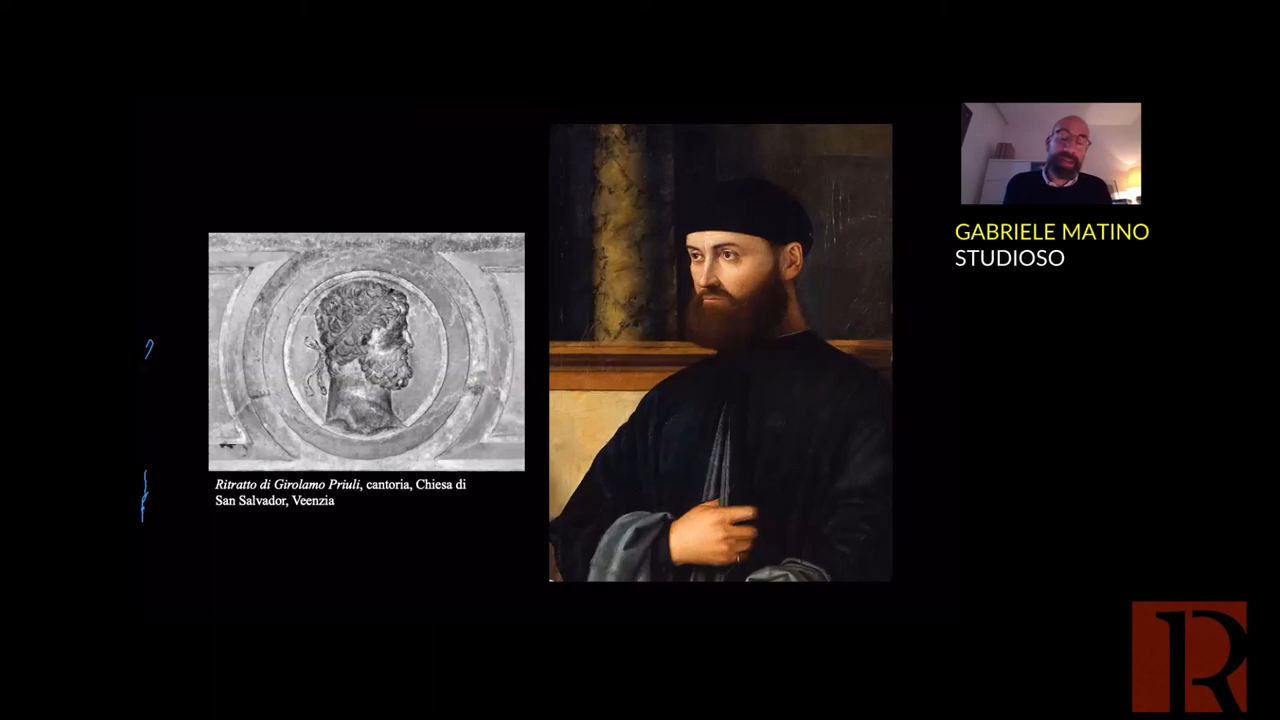 Ritratto di Girolamo Priuli, cantoria, Chiesa di
San Salvador, Veenzia
GABRIELE MATINO
STUDIOSO
R